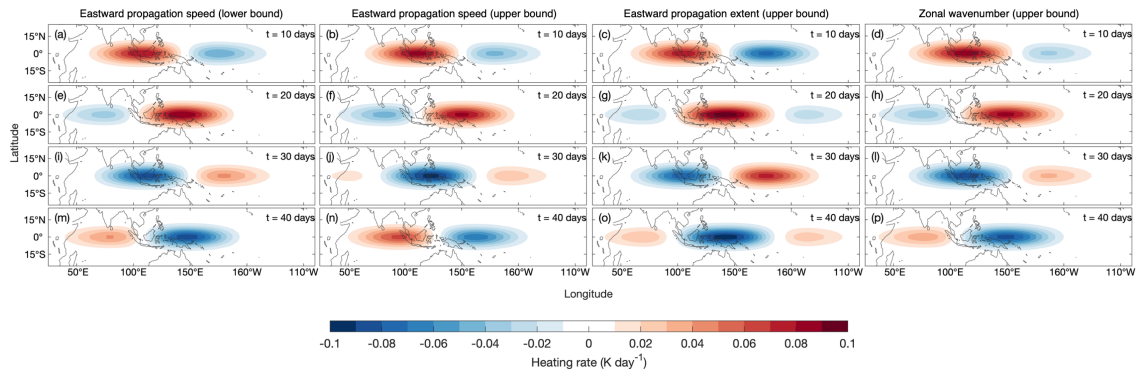 Eastward propagation speed (lower bound) Eastward propagation speed (upper bound) Eastward propagation extent (upper bound) Zonal wavenumber (upper bound)
15°N (a) t = 10 days (b) t = 10 days (c) t = 10 days (d) t = 10 days
0°
15°S
15°N (e) t = 20 days (f) t = 20 days (g) t = 20 days (h) t = 20 days
0°
15°S
Latitude
15°N (i) t = 30 days (j) t = 30 days (k) t = 30 days (l) t = 30 days
0°
15°S
15°N (m) t = 40 days (n) t = 40 days (o) t = 40 days (p) t = 40 days
0°
15°S
50°E 100°E 150°E 160°W 110°W 50°E 100°E 150°E 160°W 110°W 50°E 100°E 150°E 160°W 110°W 50°E 100°E 150°E 160°W 110°W
Longitude
-0.1 -0.08 -0.06 -0.04 -0.02 0 0.02 0.04 0.06 0.08 0.1
Heating rate (K day⁻¹)